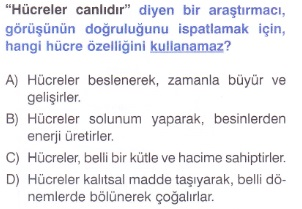 “Hücreler canlıdır” diyen bir araştırmacı,
görüşünün doğruluğunu ispatlamak için,
hangi hücre özelliğini kullanamaz?
A) Hücreler beslenerek, zamanla büyür ve
gelişirler.
B) Hücreler solunum yaparak, besinlerden
enerji üretirler.
C) Hücreler, belli bir kütle ve hacime sahiptirler.
D) Hücreler kalıtsal madde taşıyarak, belli dö-
nemlerde bölünerek çoğalırlar.